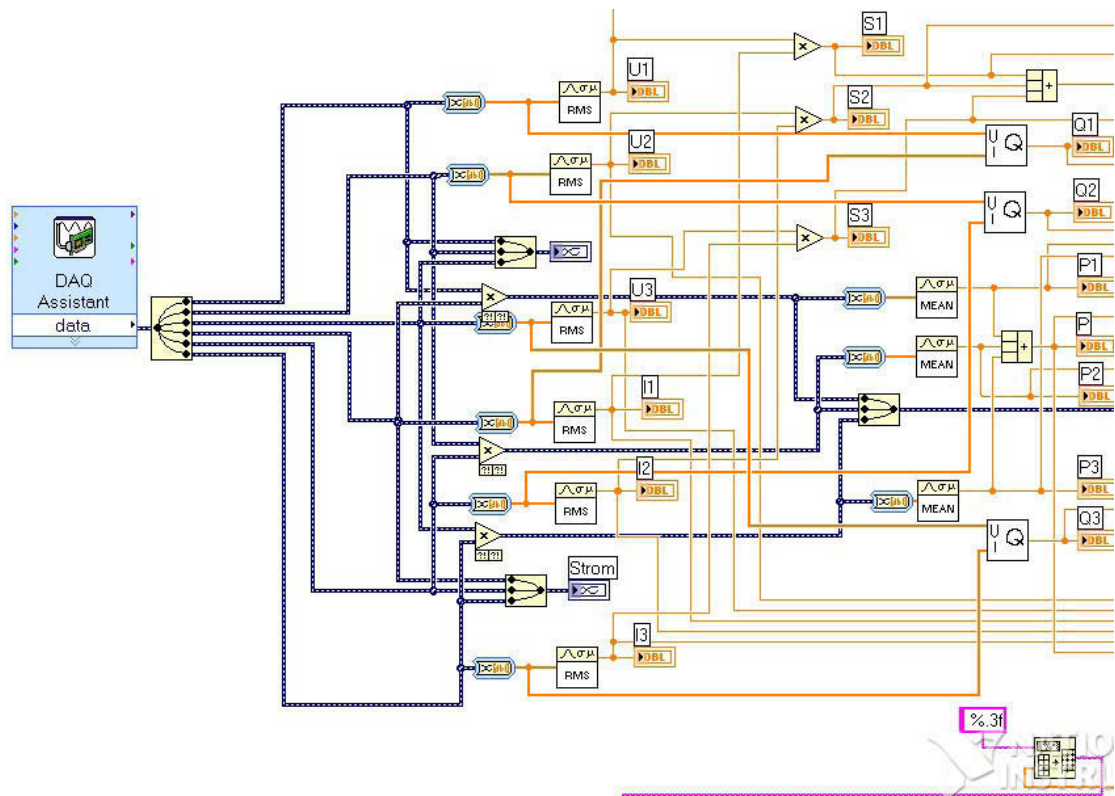 S1
DBL
U1
RMS
DBL
S2
DBL
U2
RMS
DBL
Q1
U
I Q
DBL
Q2
U
I Q
DBL
S3
DBL
DAQ
Assistant
data
U3
RMS
DBL
P1
MEAN
DBL
P
MEAN
DBL
P2
DBL
I1
RMS
DBL
I2
RMS
DBL
P3
MEAN
DBL
Q3
U
I Q
DBL
Strom
I3
RMS
DBL
%.3f
NATIO
INSTRU